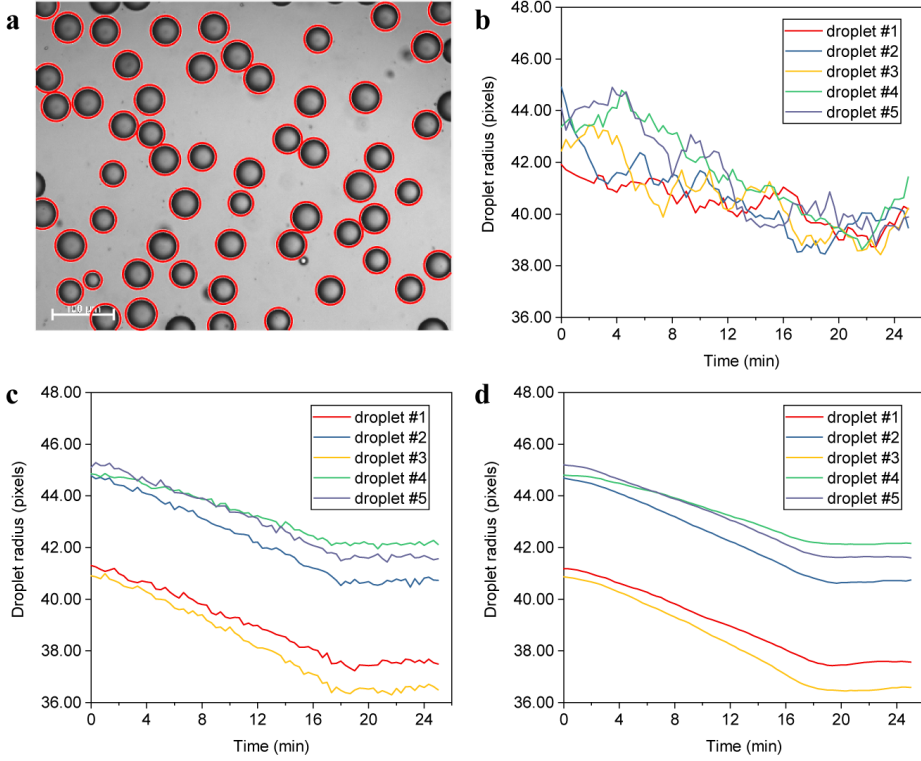 a
100 μm
b
48.00
46.00
44.00
42.00
40.00
38.00
36.00
Droplet radius (pixels)
0 4 8 12 16 20 24
Time (min)
droplet #1
droplet #2
droplet #3
droplet #4
droplet #5
c
48.00
46.00
44.00
42.00
40.00
38.00
36.00
Droplet radius (pixels)
0 4 8 12 16 20 24
Time (min)
droplet #1
droplet #2
droplet #3
droplet #4
droplet #5
d
48.00
46.00
44.00
42.00
40.00
38.00
36.00
Droplet radius (pixels)
0 4 8 12 16 20 24
Time (min)
droplet #1
droplet #2
droplet #3
droplet #4
droplet #5